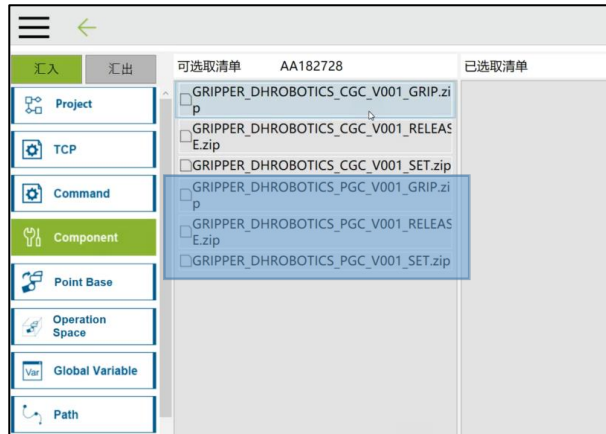 汇入 汇出 可选取清单 AA182728 已选取清单
Project
TCP
Command
Component
Point Base
Operation
Space
Var Global Variable
Path
GRIPPER_DHROBOTICS_CGC_V001_GRIP.zi
p
GRIPPER_DHROBOTICS_CGC_V001_RELEAS
E.zip
GRIPPER_DHROBOTICS_CGC_V001_SET.zip
GRIPPER_DHROBOTICS_PGC_V001_GRIP.zi
p
GRIPPER_DHROBOTICS_PGC_V001_RELEAS
E.zip
GRIPPER_DHROBOTICS_PGC_V001_SET.zip